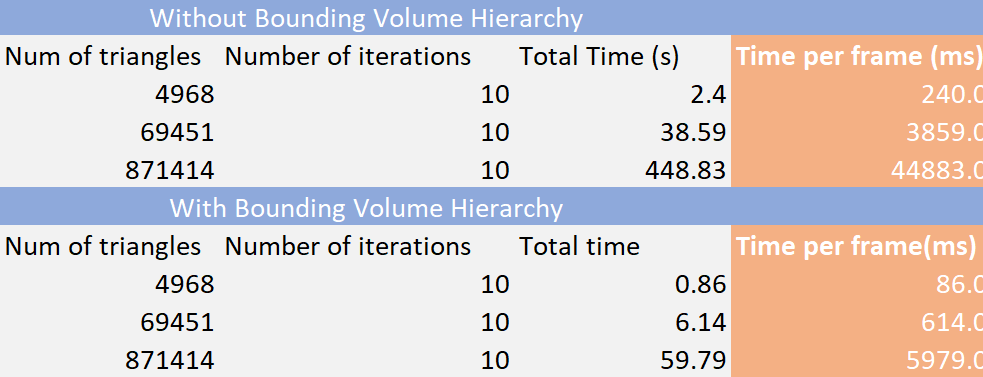 Without Bounding Volume Hierarchy
Num of triangles Number of iterations Total Time (s) Time per frame (ms)
4968 10 2.4 240.0
69451 10 38.59 3859.0
871414 10 448.83 44883.0
With Bounding Volume Hierarchy
Num of triangles Number of iterations Total time Time per frame(ms)
4968 10 0.86 86.0
69451 10 6.14 614.0
871414 10 59.79 5979.0